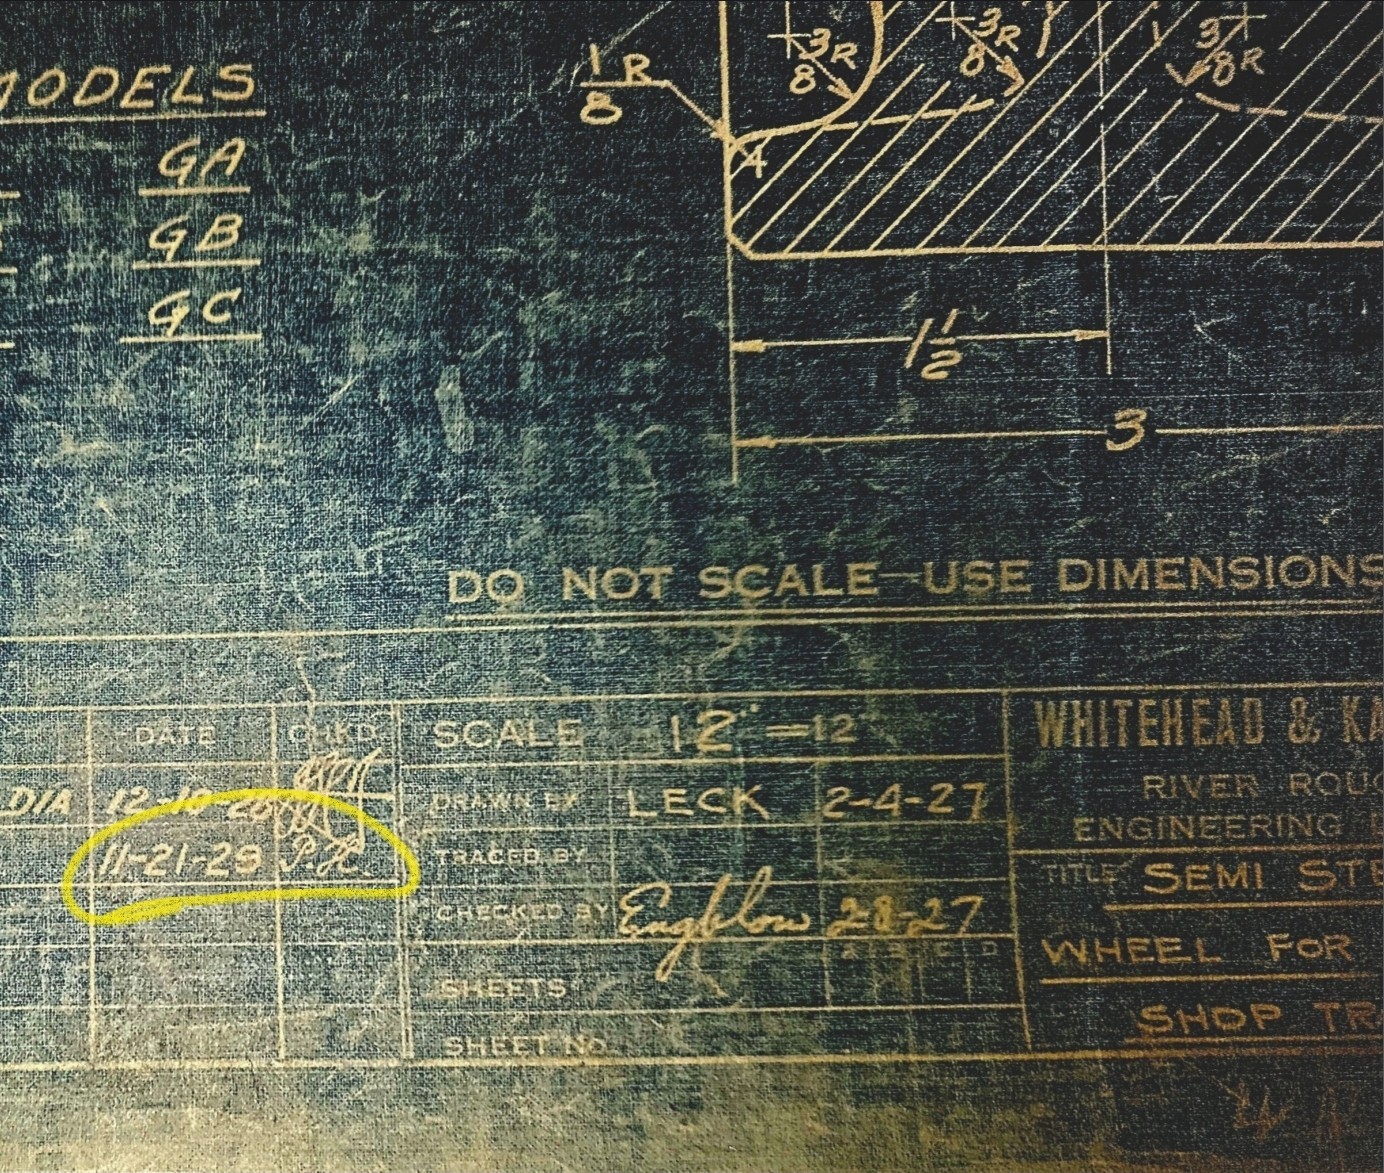 MODELS
GA
GB
GC
1/8 R
3/8 R
3/8 R
3/8 R
4
1 1/2
3
DO NOT SCALE—USE DIMENSIONS
DATE
CHKD
DIA
11-21-29
SCALE 12" = 12
DRAWN BY LECK 2-4-27
TRACED BY
CHECKED BY Engblow 2-8-27
SHEETS
SHEET No.
WHITEHEAD & KA
RIVER ROUG
ENGINEERING
TITLE SEMI STE
WHEEL FOR
SHOP TR